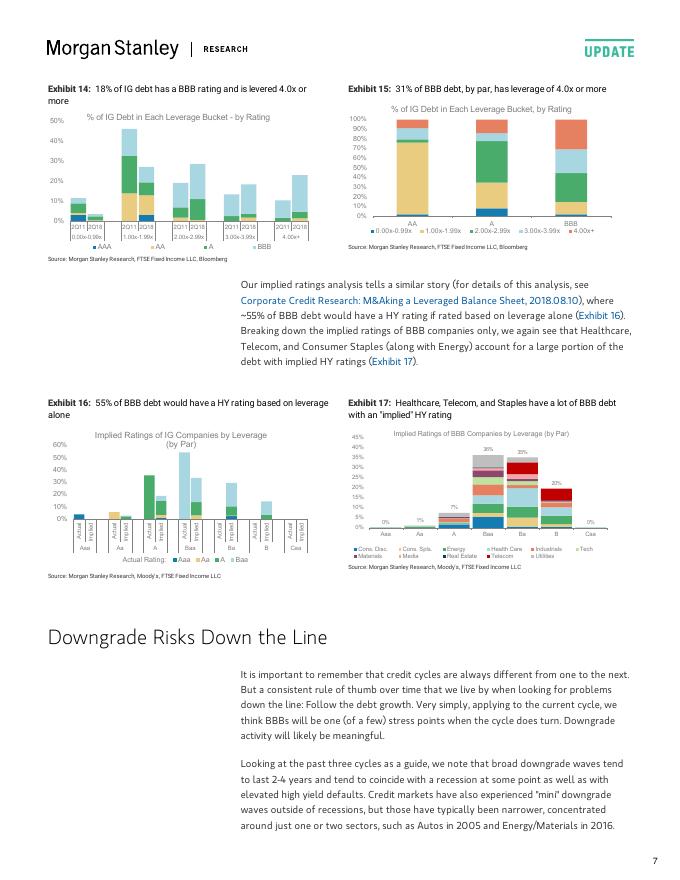 Morgan Stanley | RESEARCH
UPDATE
Exhibit 14: 18% of IG debt has a BBB rating and is levered 4.0x or
more
% of IG Debt in Each Leverage Bucket - by Rating
50%
40%
30%
20%
10%
0%
2Q11 2Q18 2Q11 2Q18 2Q11 2Q18 2Q11 2Q18 2Q11 2Q18
0.00x-0.99x 1.00x-1.99x 2.00x-2.99x 3.00x-3.99x 4.00x+
AAA AA A BBB
Source: Morgan Stanley Research, FTSE Fixed Income LLC, Bloomberg
Exhibit 15: 31% of BBB debt, by par, has leverage of 4.0x or more
% of IG Debt in Each Leverage Bucket, by Rating
100%
90%
80%
70%
60%
50%
40%
30%
20%
10%
0%
AA A BBB
0.00x-0.99x 1.00x-1.99x 2.00x-2.99x 3.00x-3.99x 4.00x+
Source: Morgan Stanley Research, FTSE Fixed Income LLC, Bloomberg
Our implied ratings analysis tells a similar story (for details of this analysis, see
Corporate Credit Research: M&Aking a Leveraged Balance Sheet, 2018.08.10), where
~55% of BBB debt would have a HY rating if rated based on leverage alone (Exhibit 16).
Breaking down the implied ratings of BBB companies only, we again see that Healthcare,
Telecom, and Consumer Staples (along with Energy) account for a large portion of the
debt with implied HY ratings (Exhibit 17).
Exhibit 16: 55% of BBB debt would have a HY rating based on leverage
alone
Implied Ratings of IG Companies by Leverage
(by Par)
60%
50%
40%
30%
20%
10%
0%
Actual Implied Actual Implied Actual Implied Actual Implied Actual Implied Actual Implied Actual Implied
Aaa Aa A Baa Ba B Caa
Actual Rating: Aaa Aa A Baa
Source: Morgan Stanley Research, Moody's, FTSE Fixed Income LLC
Exhibit 17: Healthcare, Telecom, and Staples have a lot of BBB debt
with an "implied" HY rating
Implied Ratings of BBB Companies by Leverage (by Par)
45%
40%
35%
30%
25%
20%
15%
10%
5%
0%
0% 1% 7% 36% 35% 20% 0%
Aaa Aa A Baa Ba B Caa
Cons. Disc. Cons. Spls. Energy Health Care Industrials Tech
Materials Media Real Estate Telecom Utilities
Source: Morgan Stanley Research, Moody's, FTSE Fixed Income LLC
Downgrade Risks Down the Line
It is important to remember that credit cycles are always different from one to the next.
But a consistent rule of thumb over time that we live by when looking for problems
down the line: Follow the debt growth. Very simply, applying to the current cycle, we
think BBBs will be one (of a few) stress points when the cycle does turn. Downgrade
activity will likely be meaningful.
Looking at the past three cycles as a guide, we note that broad downgrade waves tend
to last 2-4 years and tend to coincide with a recession at some point as well as with
elevated high yield defaults. Credit markets have also experienced "mini" downgrade
waves outside of recessions, but those have typically been narrower, concentrated
around just one or two sectors, such as Autos in 2005 and Energy/Materials in 2016.
7